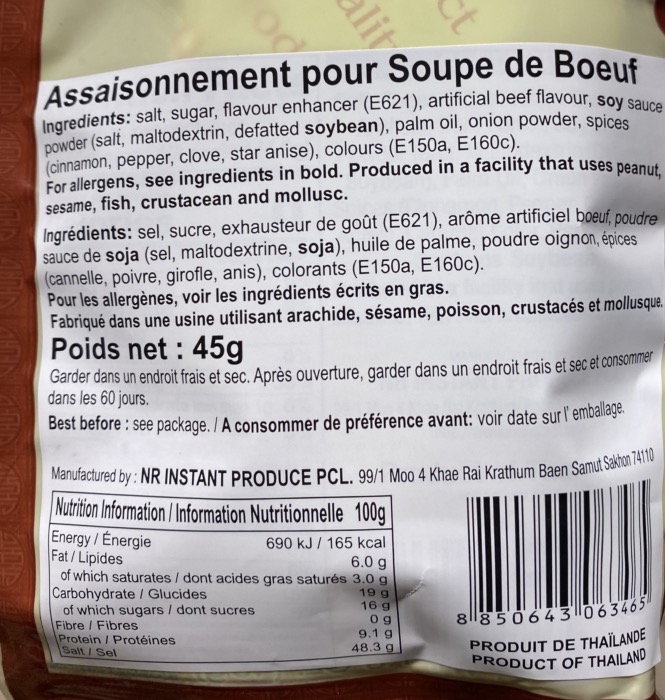 Assaisonnement pour Soupe de Boeuf
Ingredients: salt, sugar, flavour enhancer (E621), artificial beef flavour, soy sauce
powder (salt, maltodextrin, defatted soybean), palm oil, onion powder, spices
(cinnamon, pepper, clove, star anise), colours (E150a, E160c).
For allergens, see ingredients in bold. Produced in a facility that uses peanut,
sesame, fish, crustacean and mollusc.
Ingrédients: sel, sucre, exhausteur de goût (E621), arôme artificiel boeuf, poudre
sauce de soja (sel, maltodextrine, soja), huile de palme, poudre oignon, épices
(cannelle, poivre, girofle, anis), colorants (E150a, E160c).
Pour les allergènes, voir les ingrédients écrits en gras.
Fabriqué dans une usine utilisant arachide, sésame, poisson, crustacés et mollusque.
Poids net : 45g
Garder dans un endroit frais et sec. Après ouverture, garder dans un endroit frais et sec et consommer
dans les 60 jours.
Best before : see package. / A consommer de préférence avant: voir date sur l' emballage.
Manufactured by : NR INSTANT PRODUCE PCL. 99/1 Moo 4 Khae Rai Krathum Baen Samut Sakhon 74110
Nutrition Information / Information Nutritionnelle 100g
Energy / Énergie 690 kJ / 165 kcal
Fat / Lipides 6.0 g
of which saturates / dont acides gras saturés 3.0 g
Carbohydrate / Glucides 19 g
of which sugars / dont sucres 16 g
Fibre / Fibres 0 g
Protein / Protéines 9.1 g
Salt / Sel 48.3 g
8 850643 063465
PRODUIT DE THAÏLANDE
PRODUCT OF THAILAND